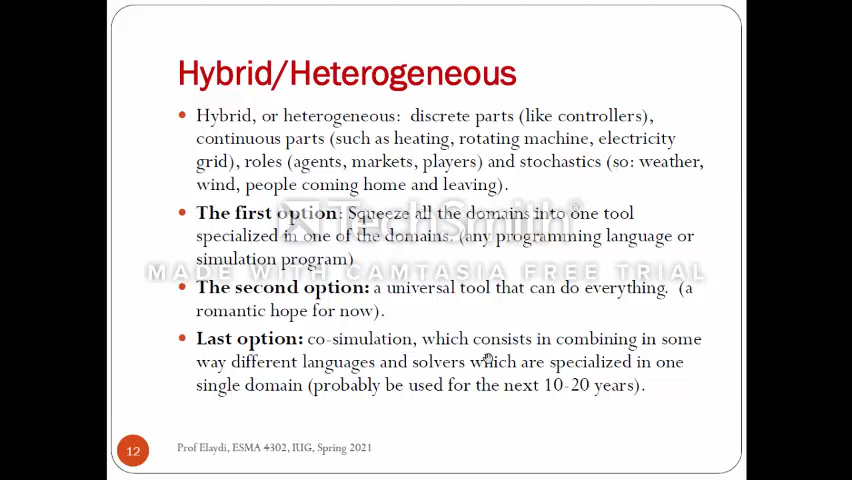 Hybrid/Heterogeneous
• Hybrid, or heterogeneous: discrete parts (like controllers),
continuous parts (such as heating, rotating machine, electricity
grid), roles (agents, markets, players) and stochastics (so: weather,
wind, people coming home and leaving).
• The first option: Squeeze all the domains into one tool
specialized in one of the domains. (any programming language or
simulation program)
• The second option: a universal tool that can do everything. (a
romantic hope for now).
• Last option: co-simulation, which consists in combining in some
way different languages and solvers which are specialized in one
single domain (probably be used for the next 10-20 years).
TechSmith®
MADE WITH CAMTASIA FREE TRIAL
12
Prof Elaydi, ESMA 4302, IUG, Spring 2021